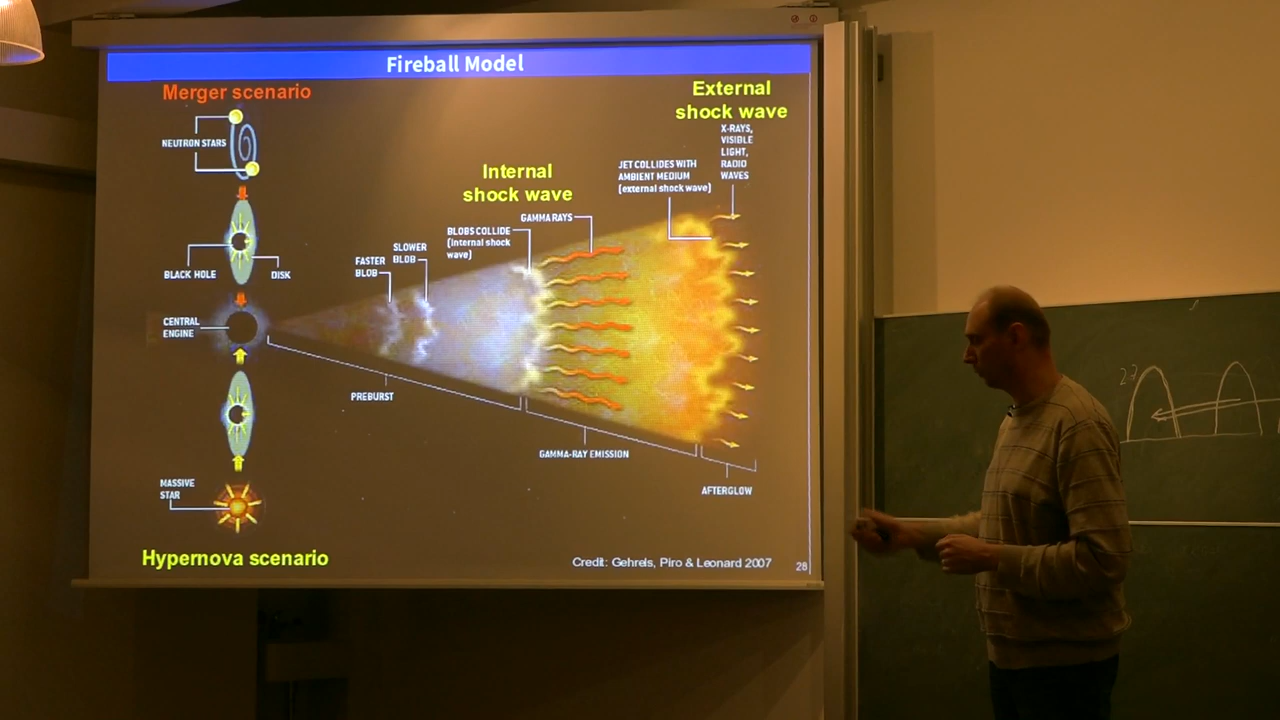 Fireball Model
Merger scenario
NEUTRON STARS
BLACK HOLE
DISK
CENTRAL
ENGINE
MASSIVE
STAR
Hypernova scenario
FASTER
BLOB
SLOWER
BLOB
PREBURST
Internal
shock wave
BLOBS COLLIDE
(internal shock
wave)
GAMMA RAYS
GAMMA-RAY EMISSION
External
shock wave
JET COLLIDES WITH
AMBIENT MEDIUM
(external shock wave)
X-RAYS,
VISIBLE
LIGHT,
RADIO
WAVES
AFTERGLOW
Credit: Gehrels, Piro & Leonard 2007
28